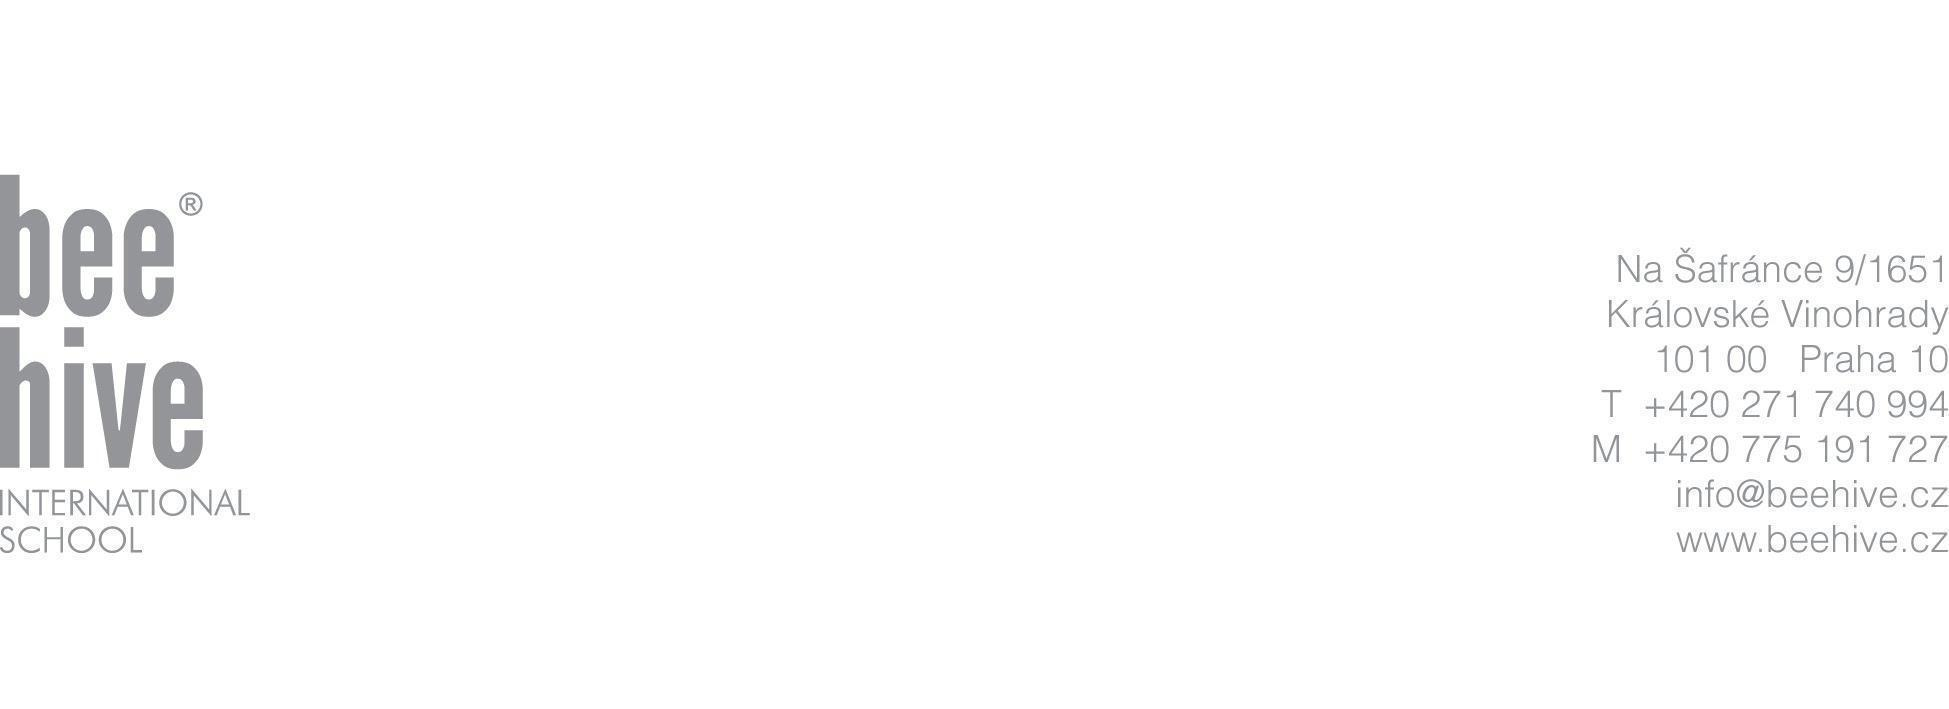 bee®
hive
INTERNATIONAL
SCHOOL
Na Šafránce 9/1651
Královské Vinohrady
101 00 Praha 10
T +420 271 740 994
M +420 775 191 727
info@beehive.cz
www.beehive.cz